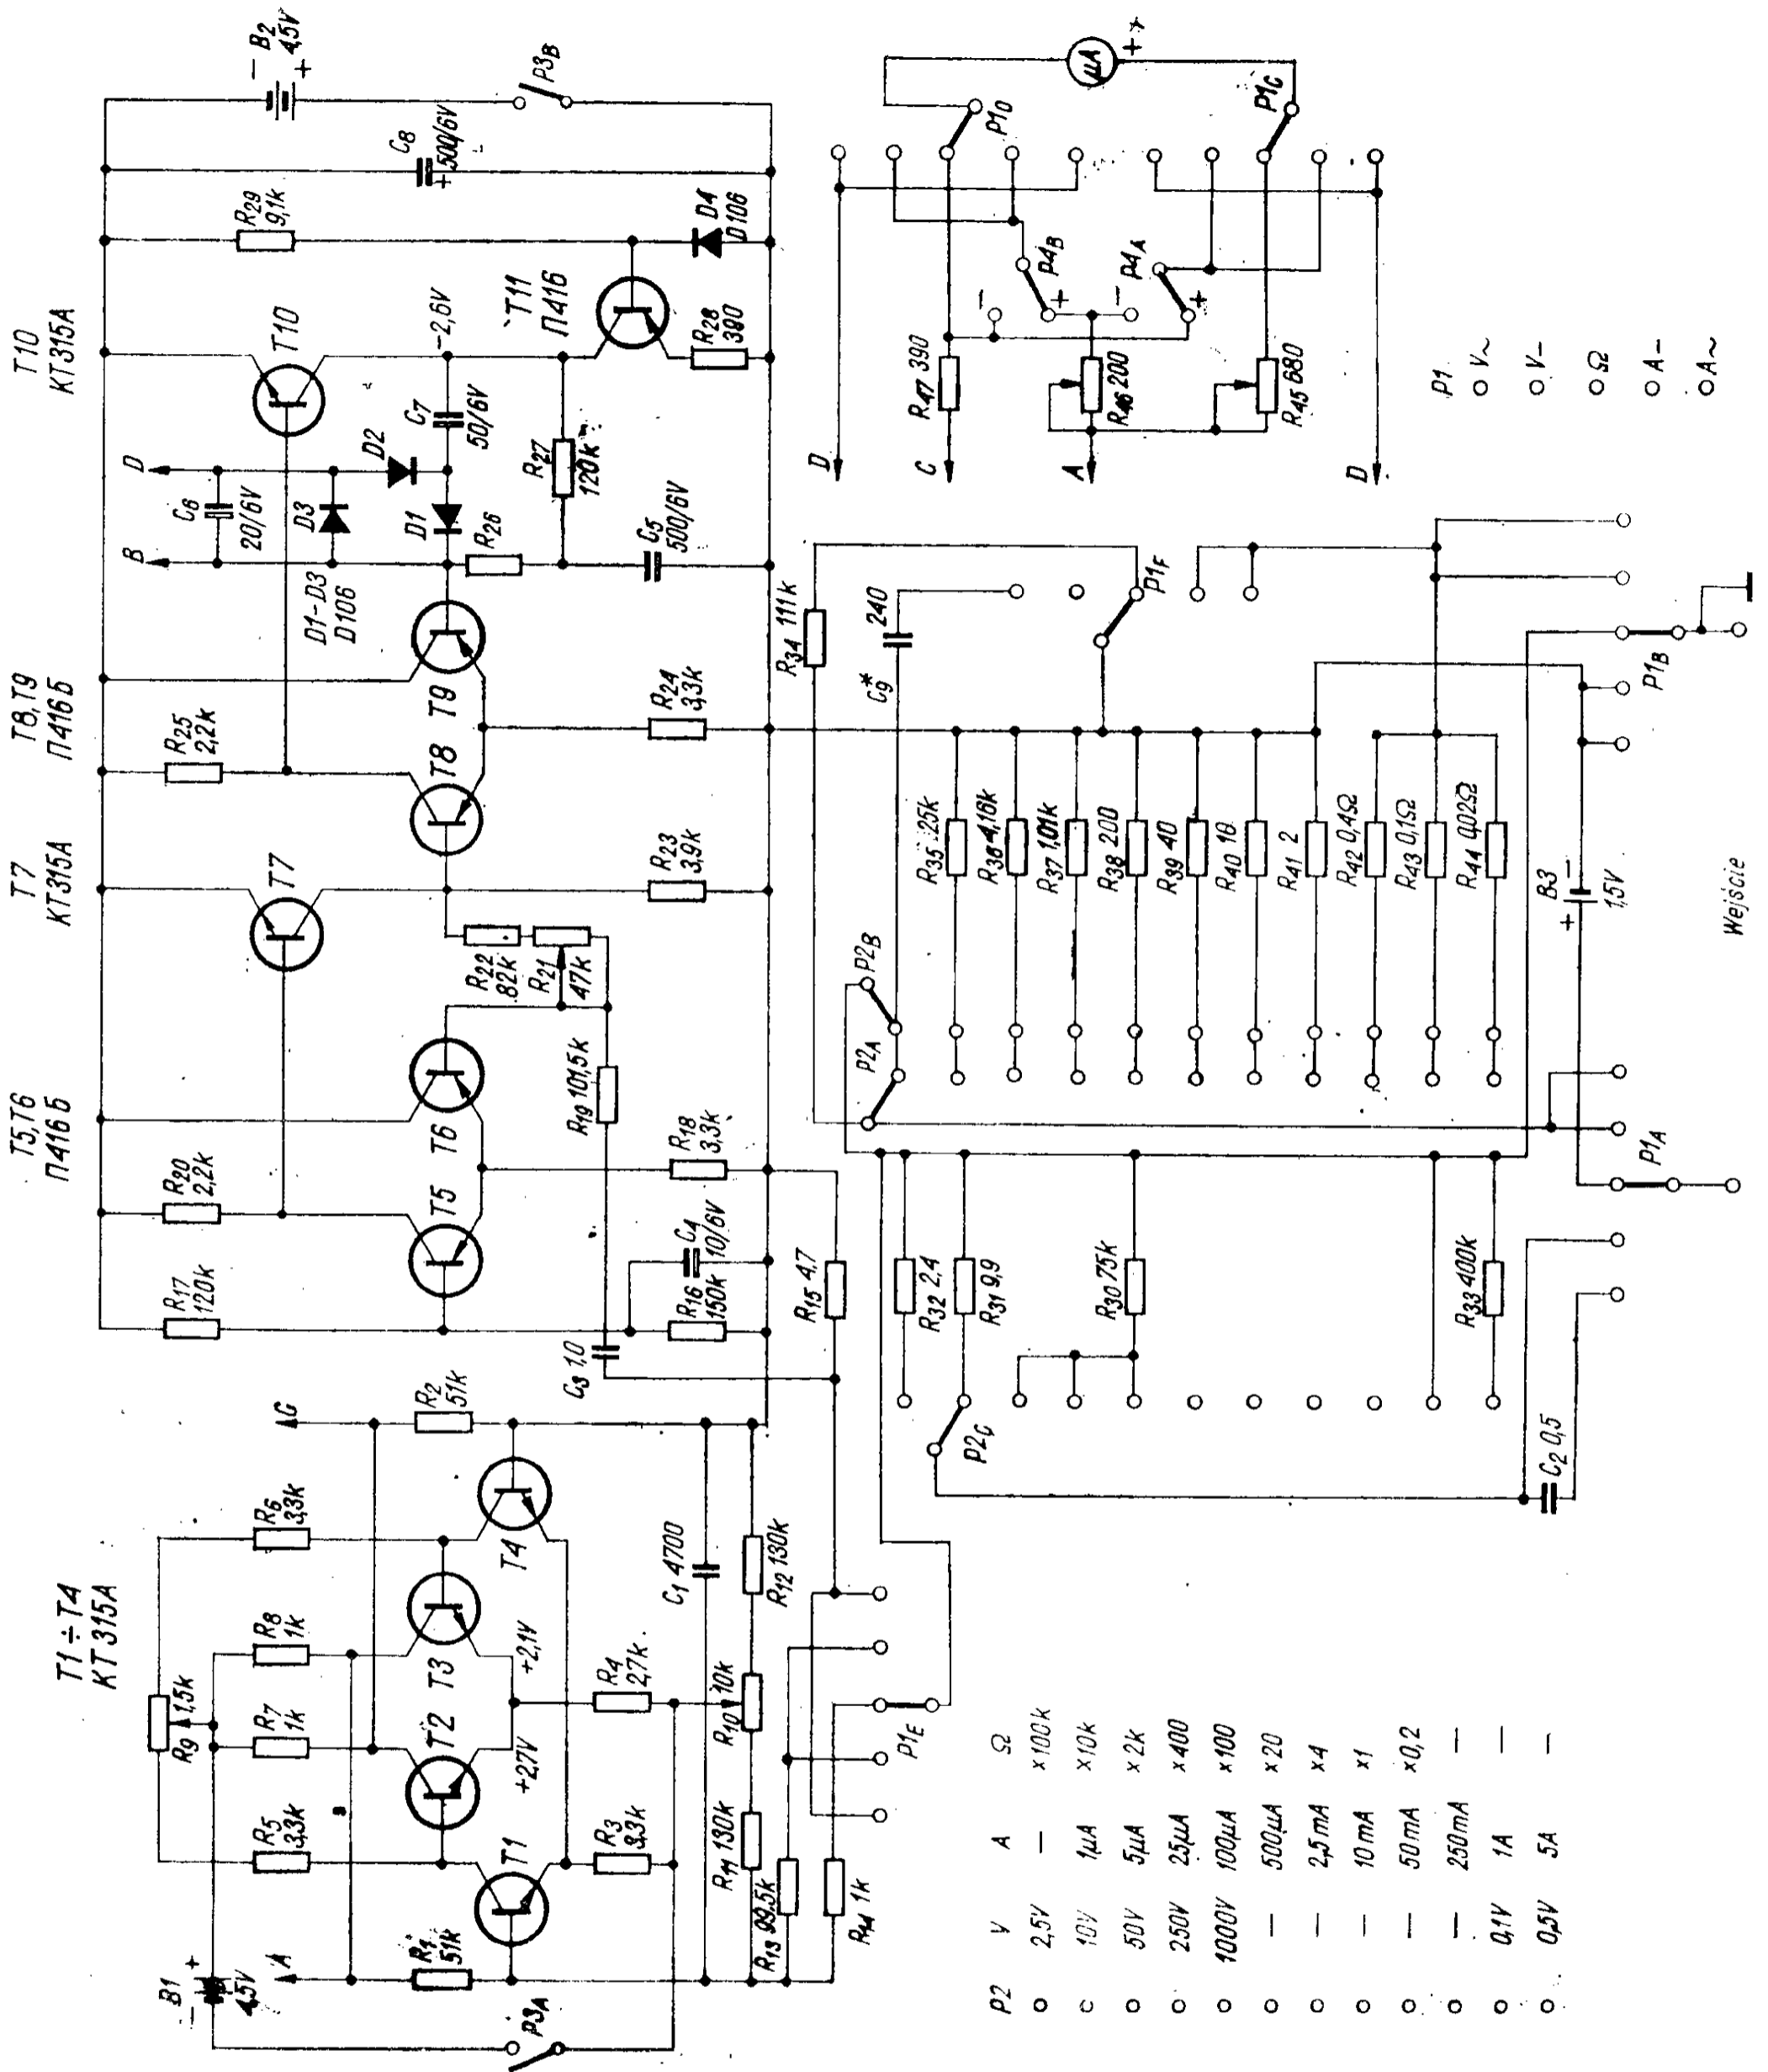 T1÷T4
KT315A
T5,T6
П416Б
T7
KT315A
T8,T9
П416Б
T10
KT315A
B1
4,5V
− +
A
P3A
R9 1,5k
R5
3,3k
R7
1k
R8
1k
R6
3,3k
R1
51k
R2
51k
C
T1
T2
T3
T4
+2,7V
+2,1V
R3
3,3k
R4
27k
C1 4700
R11 130k
R10 10k
R12 130k
R13 99,5k
R14 1k
P1E
R17
120k
R20
2,2k
T5
T6
T7
R16
150k
C4
10/6V
R18
3,3k
R19 101,5k
C3 1,0
R15 4,7
R22
82k
R21
47k
R23
3,9k
R25
2,2k
T8
T9
R24
3,3k
B
D
C6
20/6V
D3
D1-D3
D106
D2
D1
C7
50/6V
R26
R27
120k
C5
500/6V
T10
−2,6V
T11
П416
R28
390
R29
9,1k
D4
D106
C8
+ 500/6V
B2
4,5V
− +
P3B
R32 2,4
R31 9,9
R30 75k
R33 400k
P2C
C2 0,5
P2A
P2B
R34 111k
C9* 240
P1F
R35 25k
R36 4,16k
R37 1,01k
R38 200
R39 40
R40 10
R41 2
R42 0,4Ω
R43 0,1Ω
R44 0,02Ω
B3
+ −
1,5V
P1A
P1B
Wejście
D
C
A
D
R47 390
R46 200
R45 680
P4B
P4A
− +
− +
P1D
P1C
µA
+
P1
V~
V−
Ω
A−
A~
P2 V A Ω
2,5V — x100k
10V 1µA x10k
50V 5µA x2k
250V 25µA x400
1000V 100µA x100
— 500µA x20
— 2,5mA x4
— 10mA x1
— 50mA x0,2
— 250mA —
0,1V 1A —
0,5V 5A —